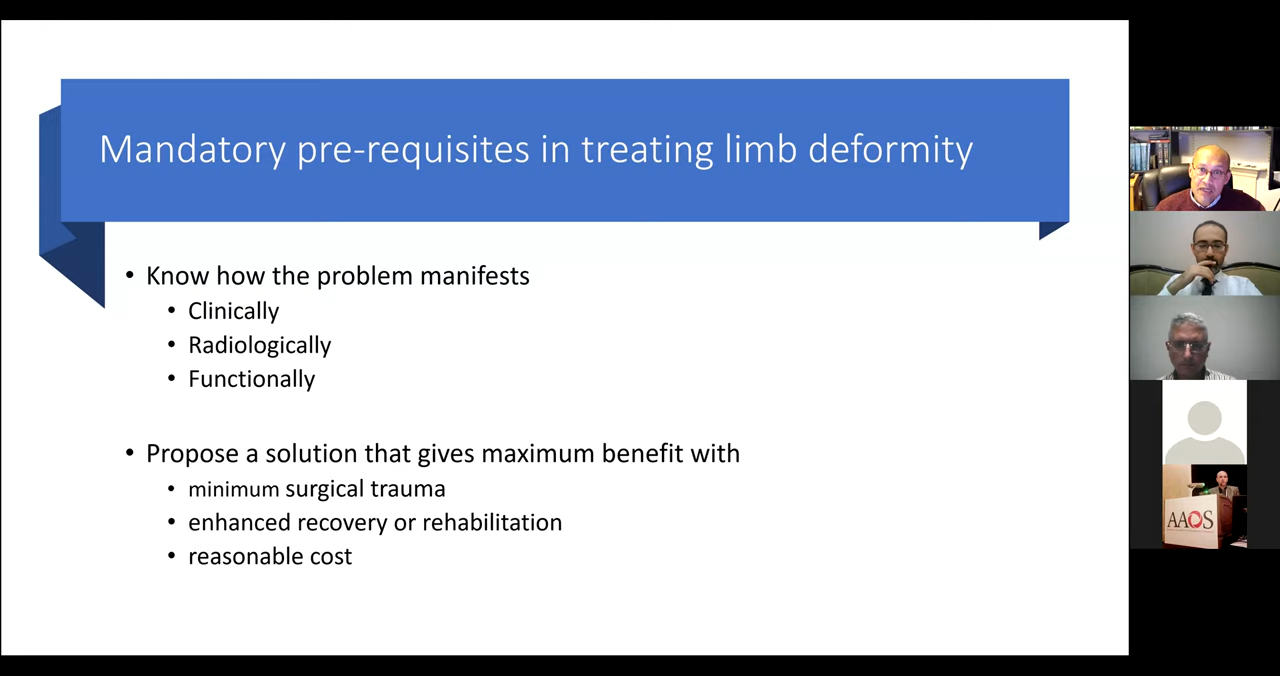 Mandatory pre-requisites in treating limb deformity
• Know how the problem manifests
• Clinically
• Radiologically
• Functionally
• Propose a solution that gives maximum benefit with
• minimum surgical trauma
• enhanced recovery or rehabilitation
• reasonable cost
AAOS